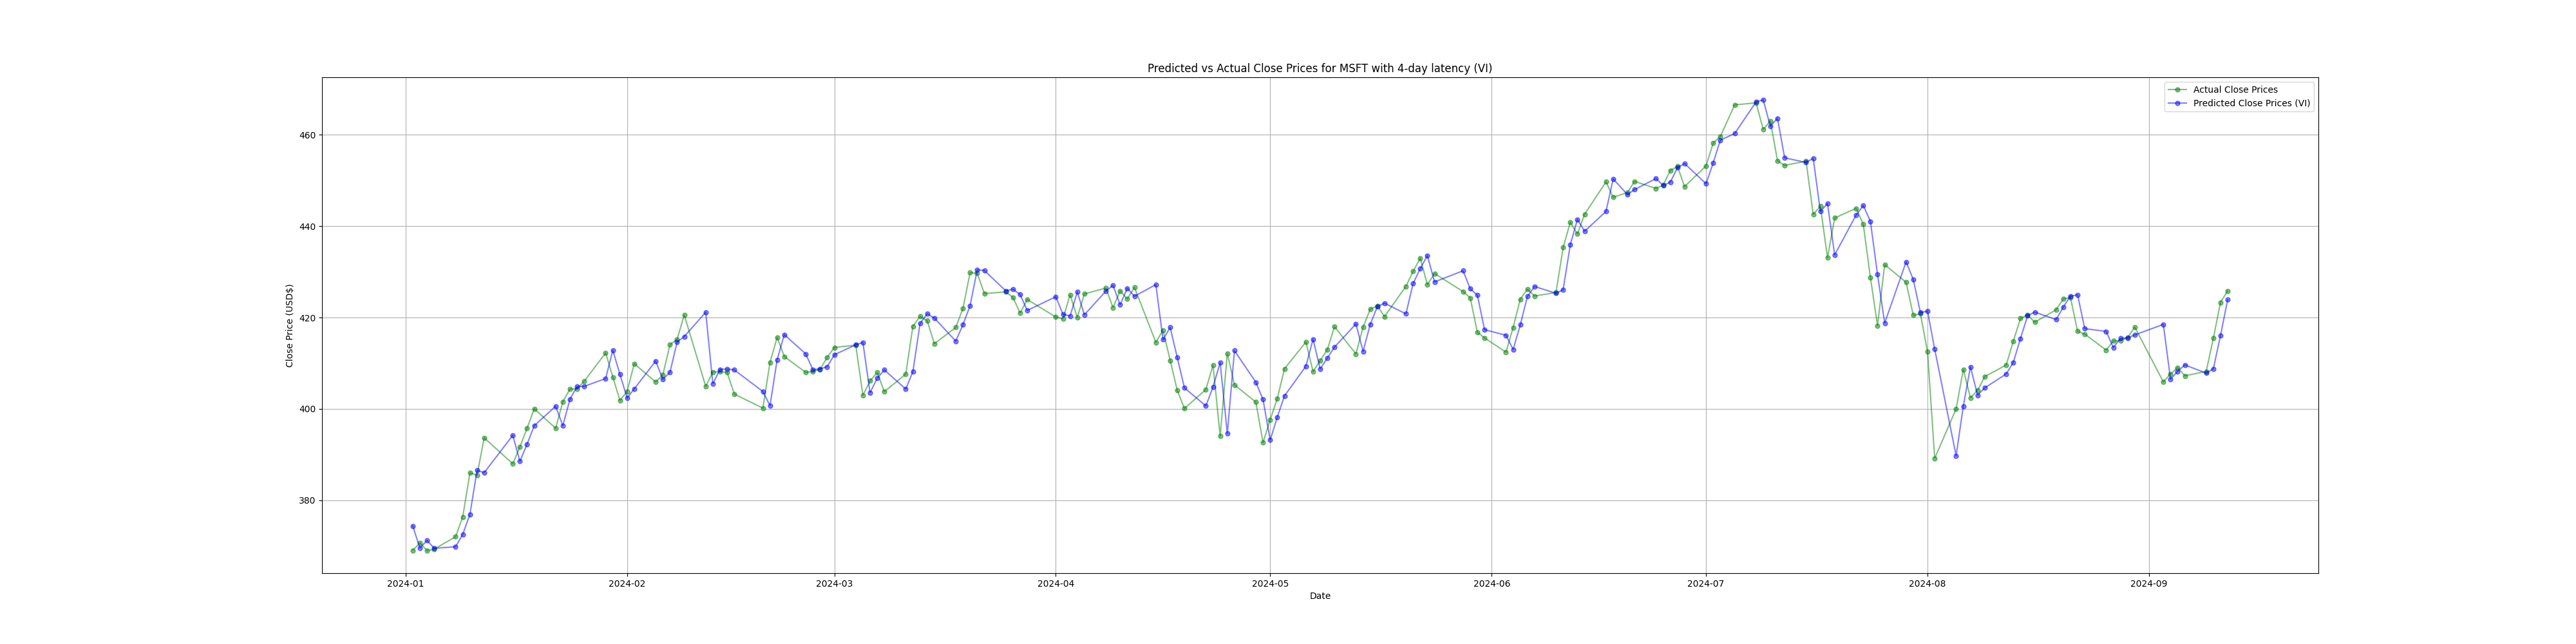 Predicted vs Actual Close Prices for MSFT with 4-day latency (VI)
Actual Close Prices
Predicted Close Prices (VI)
Close Price (USD$)
460
440
420
400
380
2024-01 2024-02 2024-03 2024-04 2024-05 2024-06 2024-07 2024-08 2024-09
Date